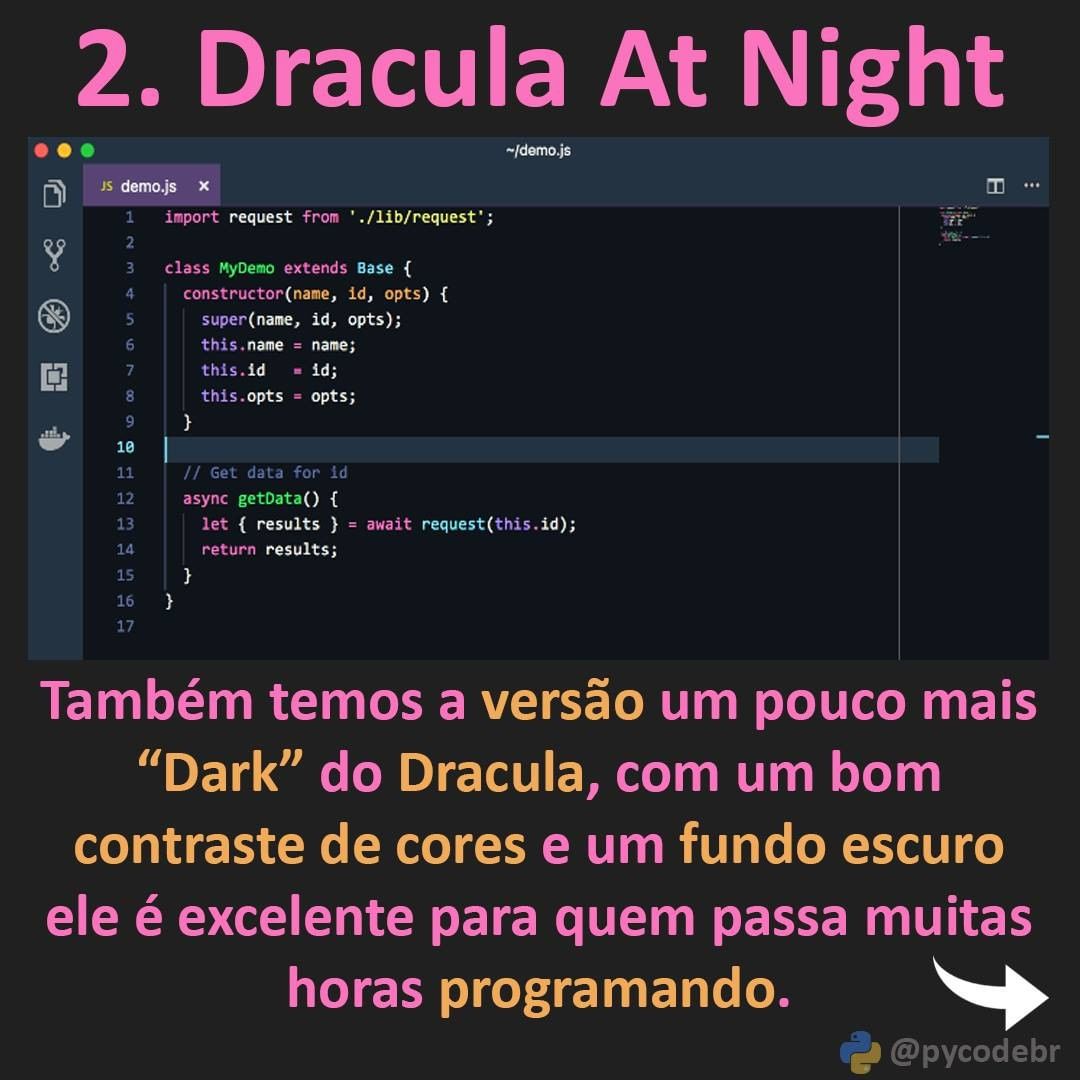 2. Dracula At Night
~/demo.js
JS demo.js ×
1 import request from './lib/request';
2
3 class MyDemo extends Base {
4 constructor(name, id, opts) {
5 super(name, id, opts);
6 this.name = name;
7 this.id   = id;
8 this.opts = opts;
9 }
10
11 // Get data for id
12 async getData() {
13 let { results } = await request(this.id);
14 return results;
15 }
16 }
17
Também temos a versão um pouco mais
“Dark” do Dracula, com um bom
contraste de cores e um fundo escuro
ele é excelente para quem passa muitas
horas programando.
@pycodebr